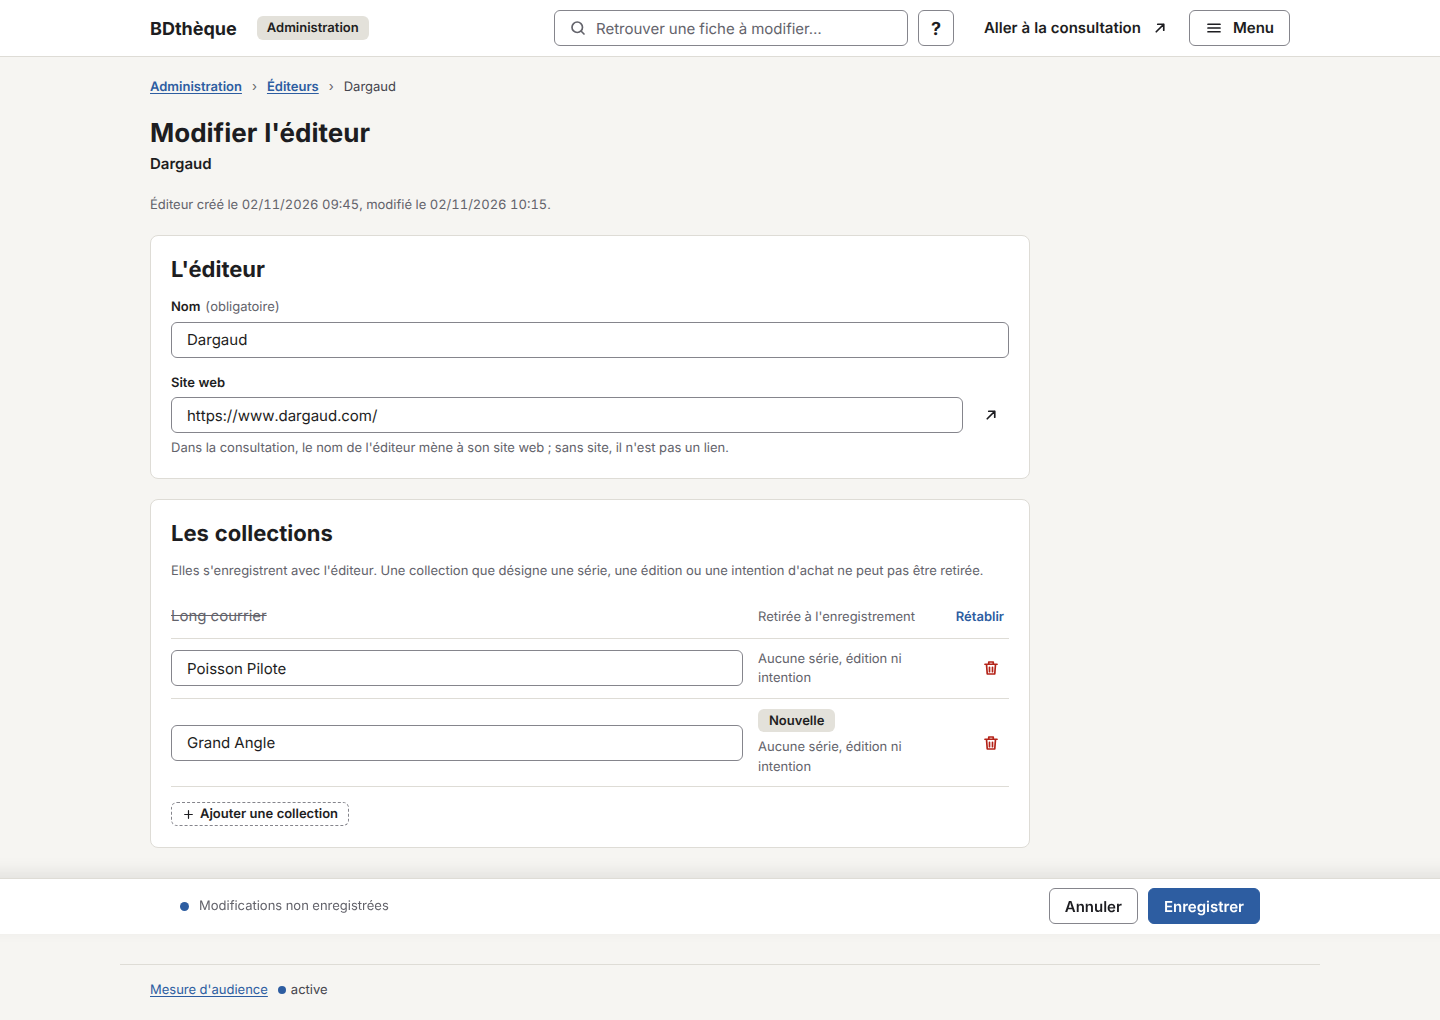 BDthèque
Administration
Retrouver une fiche à modifier...
?
Aller à la consultation
Menu
Administration › Éditeurs › Dargaud
Modifier l'éditeur
Dargaud
Éditeur créé le 02/11/2026 09:45, modifié le 02/11/2026 10:15.
L'éditeur
Nom (obligatoire)
Dargaud
Site web
https://www.dargaud.com/
Dans la consultation, le nom de l'éditeur mène à son site web ; sans site, il n'est pas un lien.
Les collections
Elles s'enregistrent avec l'éditeur. Une collection que désigne une série, une édition ou une intention d'achat ne peut pas être retirée.
Long courrier
Retirée à l'enregistrement
Rétablir
Poisson Pilote
Aucune série, édition ni
intention
Nouvelle
Grand Angle
Aucune série, édition ni
intention
+ Ajouter une collection
Modifications non enregistrées
Annuler
Enregistrer
Mesure d'audience
active